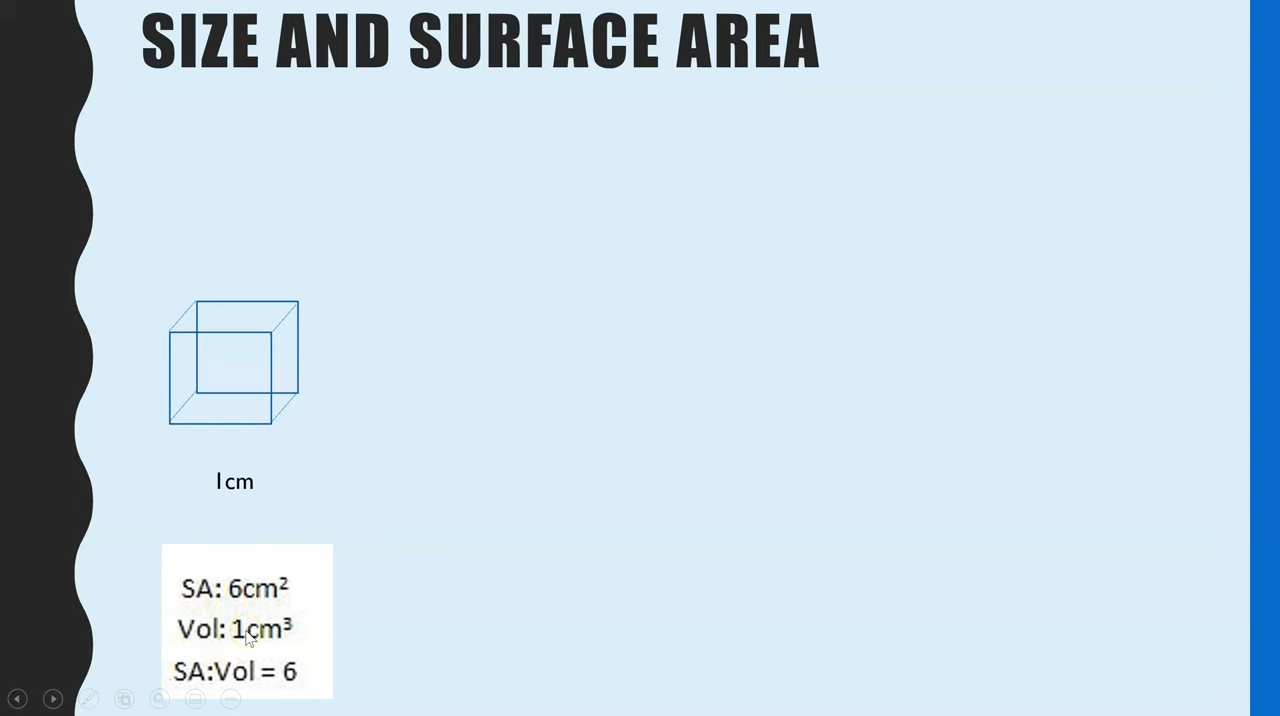 SIZE AND SURFACE AREA
1cm
SA: 6cm²
Vol: 1cm³
SA:Vol = 6